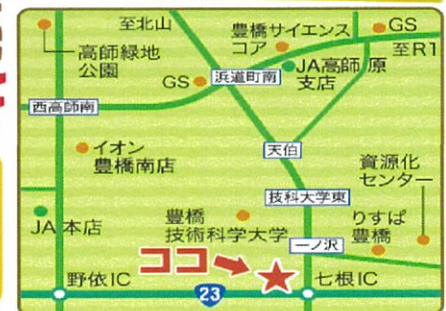 至北山
豊橋サイエンス
コア
GS
至R1
高師緑地
公園
GS
浜道町南
JA高師 原
支店
西高師南
イオン
豊橋南店
天伯
資源化
センター
技科大学東
JA 本店
豊橋
技術科学大学
りすぱ
豊橋
一ノ沢
ココ
野依IC
23
七根IC